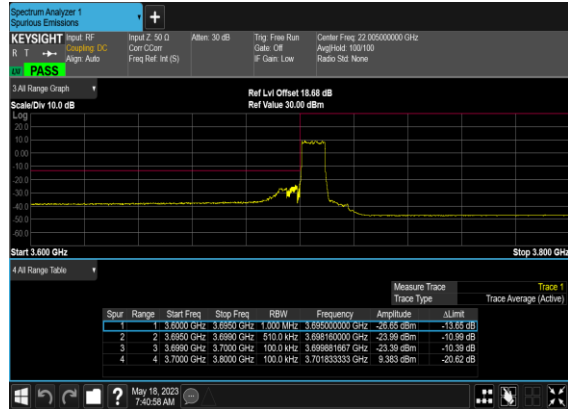 Spectrum Analyzer 1
Spurious Emissions
KEYSIGHT Input: RF Input Z: 50 Ω Atten: 30 dB Trig: Free Run Center Freq: 22.005000000 GHz
R T Coupling: DC Corr CCorr Gate: Off Avg|Hold: 100/100
Align: Auto Freq Ref: Int (S) IF Gain: Low Radio Std: None
PASS
3 All Range Graph
Ref Lvl Offset 18.68 dB
Scale/Div 10.0 dB Ref Value 30.00 dBm
Log
20.0
10.0
0.00
-10.0
-20.0
-30.0
-40.0
-50.0
-60.0
Start 3.600 GHz Stop 3.800 GHz
4 All Range Table
Measure Trace Trace 1
Trace Type Trace Average (Active)
Spur Range Start Freq Stop Freq RBW Frequency Amplitude ΔLimit
1 1 3.6000 GHz 3.6950 GHz 1.000 MHz 3.695000000 GHz -26.65 dBm -13.65 dB
2 2 3.6950 GHz 3.6990 GHz 510.0 kHz 3.698160000 GHz -23.99 dBm -10.99 dB
3 3 3.6990 GHz 3.7000 GHz 100.0 kHz 3.699881667 GHz -23.39 dBm -10.39 dB
4 4 3.7000 GHz 3.8000 GHz 100.0 kHz 3.701833333 GHz 9.383 dBm -20.62 dB
May 18, 2023
7:40:58 AM